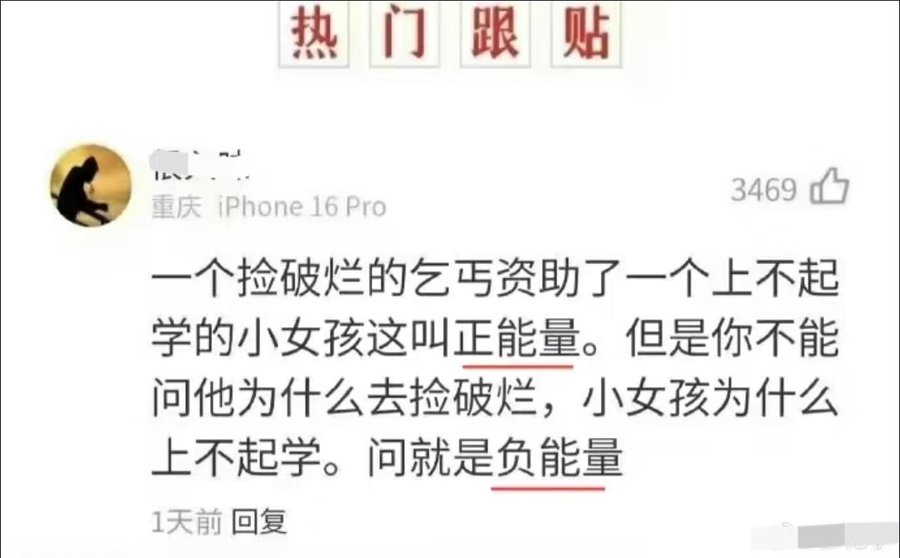 热门跟贴
重庆 iPhone 16 Pro
3469
一个捡破烂的乞丐资助了一个上不起
学的小女孩这叫正能量。但是你不能
问他为什么去捡破烂，小女孩为什么
上不起学。问就是负能量
1天前 回复